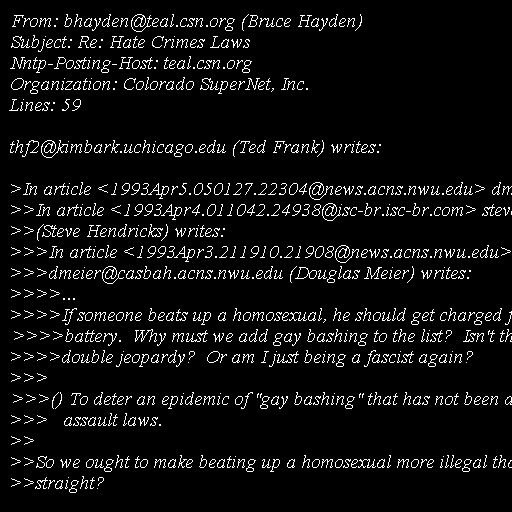 From: bhayden@teal.csn.org (Bruce Hayden)
Subject: Re: Hate Crimes Laws
Nntp-Posting-Host: teal.csn.org
Organization: Colorado SuperNet, Inc.
Lines: 59

thf2@kimbark.uchicago.edu (Ted Frank) writes:

>In article <1993Apr5.050127.22304@news.acns.nwu.edu> dm
>>In article <1993Apr4.011042.24938@isc-br.isc-br.com> steve
>>(Steve Hendricks) writes:
>>>In article <1993Apr3.211910.21908@news.acns.nwu.edu>
>>>dmeier@casbah.acns.nwu.edu (Douglas Meier) writes:
>>>>...
>>>>If someone beats up a homosexual, he should get charged f
>>>>battery.  Why must we add gay bashing to the list?  Isn't th
>>>>double jeopardy?  Or am I just being a fascist again?
>>>
>>>() To deter an epidemic of "gay bashing" that has not been d
>>>   assault laws.
>>
>>So we ought to make beating up a homosexual more illegal tha
>>straight?